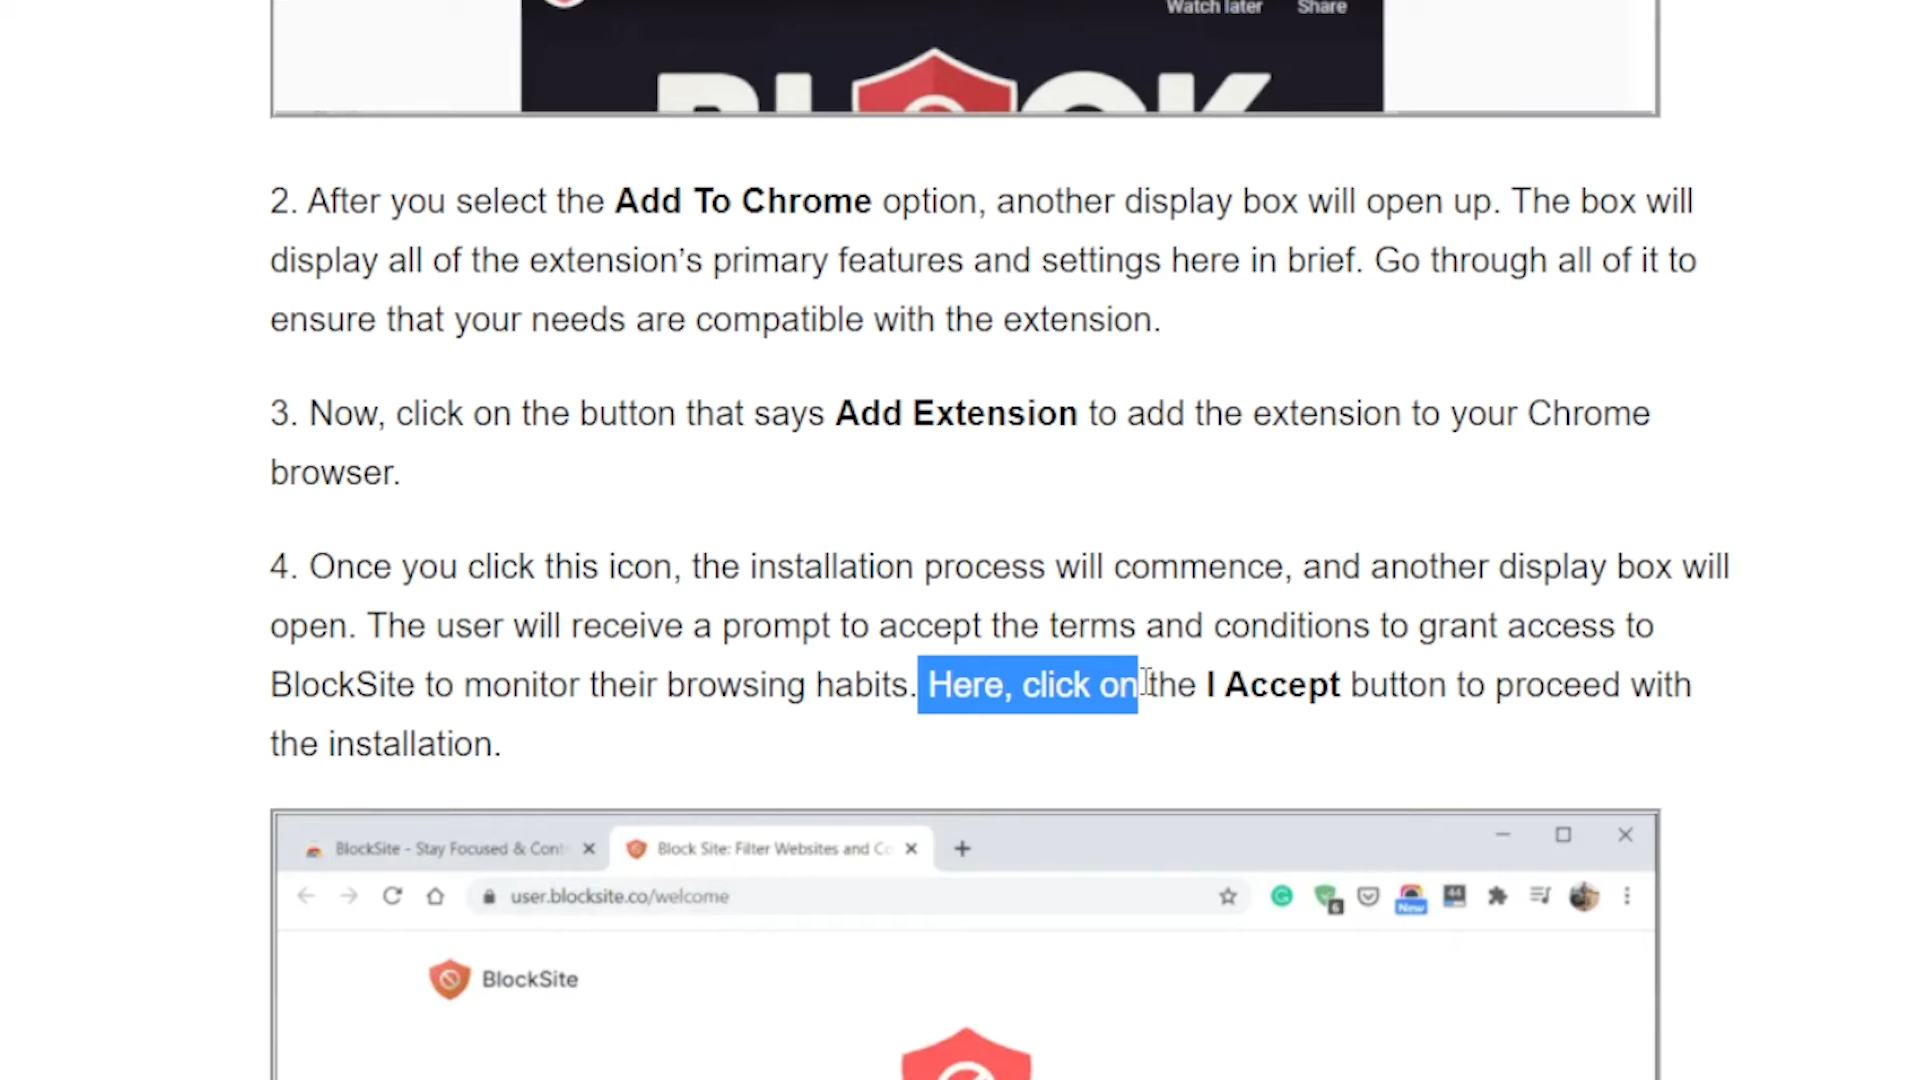 Watch later Share
BLOCK
2. After you select the Add To Chrome option, another display box will open up. The box will
display all of the extension’s primary features and settings here in brief. Go through all of it to
ensure that your needs are compatible with the extension.
3. Now, click on the button that says Add Extension to add the extension to your Chrome
browser.
4. Once you click this icon, the installation process will commence, and another display box will
open. The user will receive a prompt to accept the terms and conditions to grant access to
BlockSite to monitor their browsing habits. Here, click on the I Accept button to proceed with
the installation.
BlockSite - Stay Focused & Cont Block Site: Filter Websites and Co
user.blocksite.co/welcome
6 New 44
BlockSite